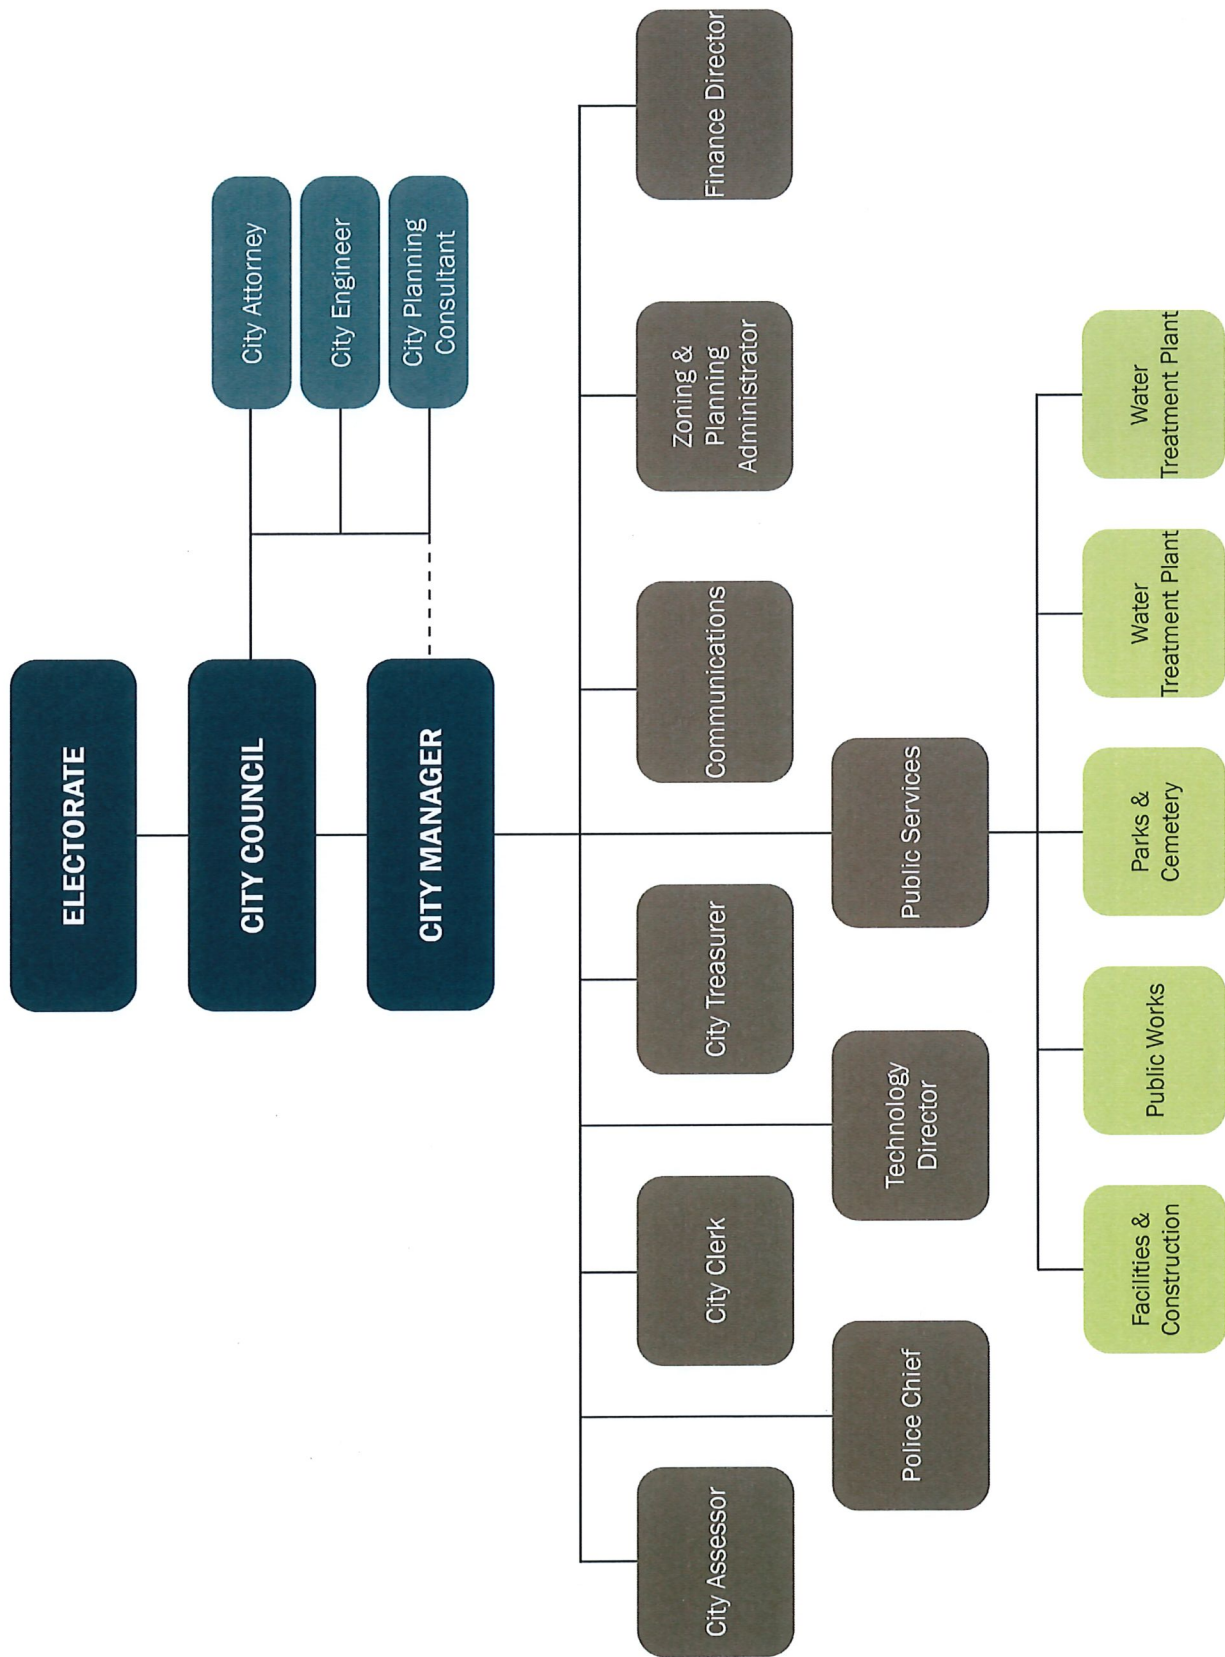 ELECTORATE
CITY COUNCIL
CITY MANAGER
City Attorney
City Engineer
City Planning
Consultant
City Assessor
City Clerk
City Treasurer
Communications
Zoning &
Planning
Administrator
Finance Director
Police Chief
Technology
Director
Public Services
Facilities &
Construction
Public Works
Parks &
Cemetery
Water
Treatment Plant
Water
Treatment Plant